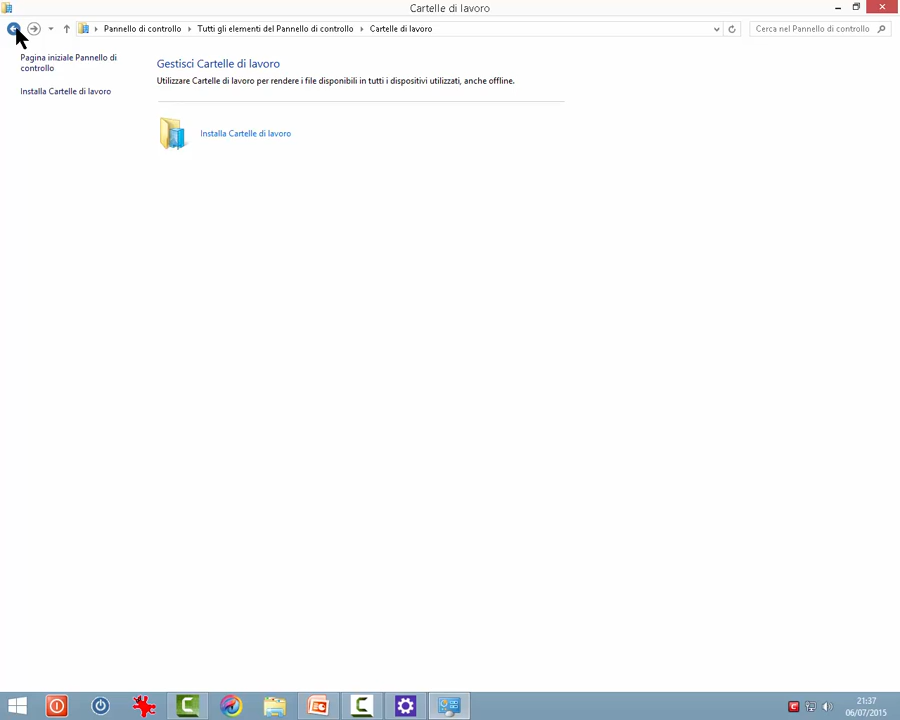 Cartelle di lavoro
Pannello di controllo Tutti gli elementi del Pannello di controllo Cartelle di lavoro
Cerca nel Pannello di controllo
Pagina iniziale Pannello di
controllo
Installa Cartelle di lavoro
Gestisci Cartelle di lavoro
Utilizzare Cartelle di lavoro per rendere i file disponibili in tutti i dispositivi utilizzati, anche offline.
Installa Cartelle di lavoro
21:37
06/07/2015